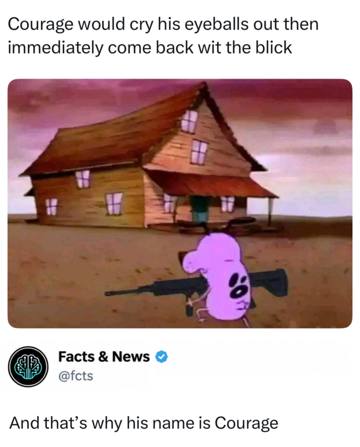 Courage would cry his eyeballs out then
immediately come back wit the blick
Facts & News
@fcts
And that’s why his name is Courage